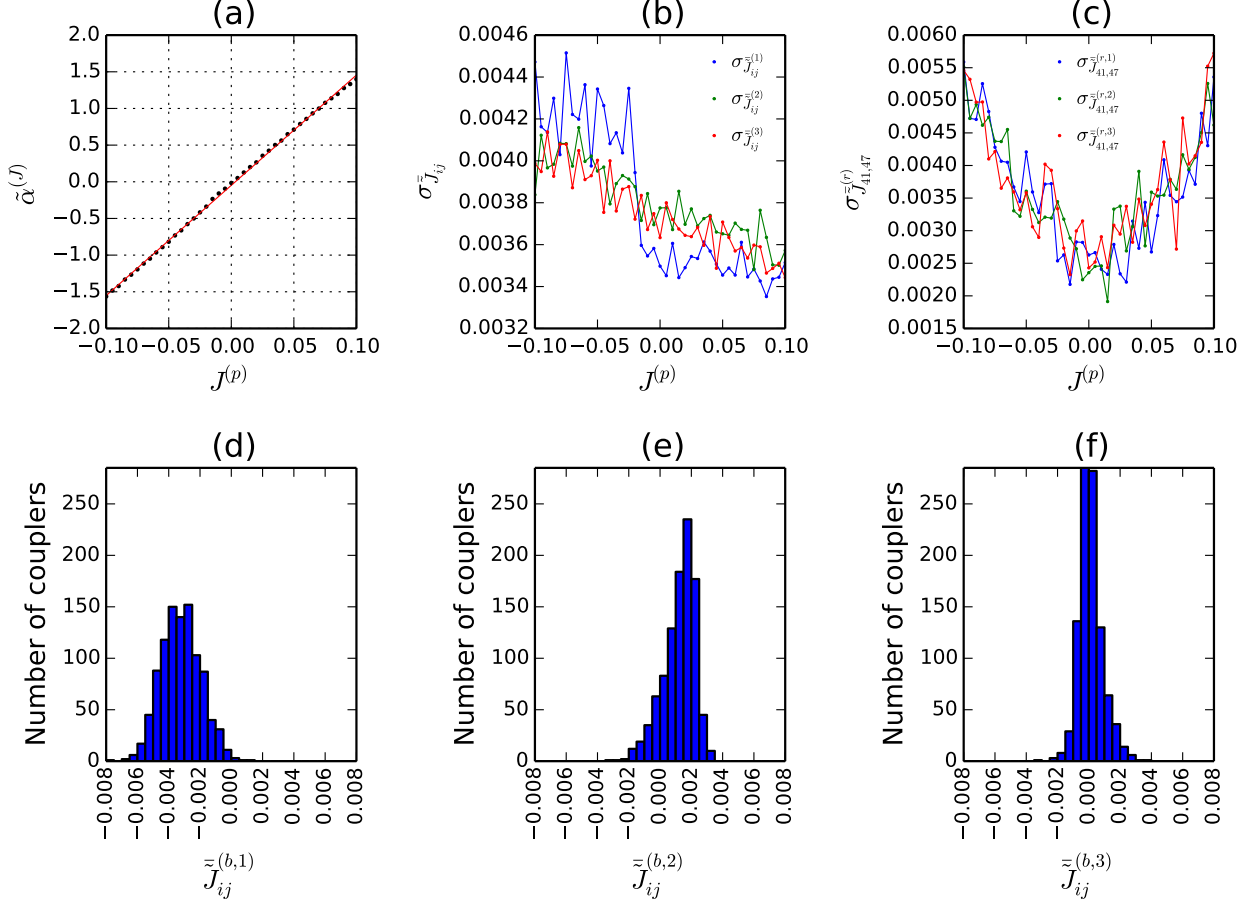 (a)
2.0
1.5
1.0
0.5
0.0
−0.5
−1.0
−1.5
−2.0
−0.10 −0.05 0.00 0.05 0.10
α̃^(J)
J^(p)
(b)
0.0046
0.0044
0.0042
0.0040
0.0038
0.0036
0.0034
0.0032
−0.10 −0.05 0.00 0.05 0.10
σ_J̿̃_ij
J^(p)
σ_J̿̃_ij^(1)
σ_J̿̃_ij^(2)
σ_J̿̃_ij^(3)
(c)
0.0060
0.0055
0.0050
0.0045
0.0040
0.0035
0.0030
0.0025
0.0020
0.0015
−0.10 −0.05 0.00 0.05 0.10
σ_J̿̃_41,47^(r)
J^(p)
σ_J̿̃_41,47^(r,1)
σ_J̿̃_41,47^(r,2)
σ_J̿̃_41,47^(r,3)
(d)
Number of couplers
250
200
150
100
50
0
−0.008 −0.006 −0.004 −0.002 0.000 0.002 0.004 0.006 0.008
J̿̃_ij^(b,1)
(e)
Number of couplers
250
200
150
100
50
0
−0.008 −0.006 −0.004 −0.002 0.000 0.002 0.004 0.006 0.008
J̿̃_ij^(b,2)
(f)
Number of couplers
250
200
150
100
50
0
−0.008 −0.006 −0.004 −0.002 0.000 0.002 0.004 0.006 0.008
J̿̃_ij^(b,3)